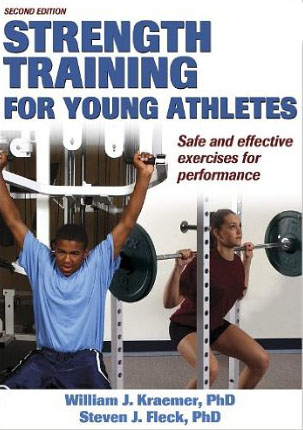 SECOND EDITION
STRENGTH
TRAINING
FOR YOUNG ATHLETES
Safe and effective
exercises for
performance
William J. Kraemer, PhD
Steven J. Fleck, PhD